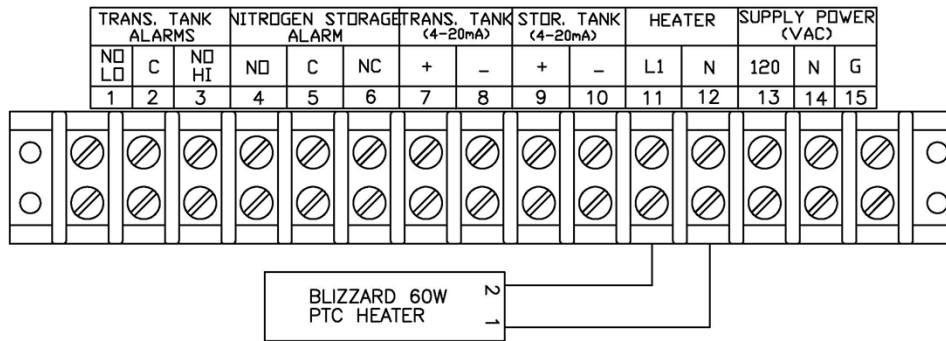 TRANS. TANK ALARMS
NITROGEN STORAGE ALARM
TRANS. TANK (4-20mA)
STOR. TANK (4-20mA)
HEATER
SUPPLY POWER (VAC)
NO LO
C
NO HI
NO
C
NC
+
-
+
-
L1
N
120
N
G
1 2 3 4 5 6 7 8 9 10 11 12 13 14 15
BLIZZARD 60W
PTC HEATER
2
1